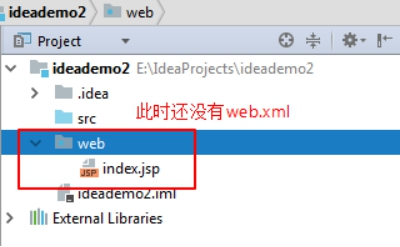 ideademo2 web
Project
ideademo2 E:\IdeaProjects\ideademo2
.idea
此时还没有web.xml
src
web
JSP index.jsp
ideademo2.iml
External Libraries